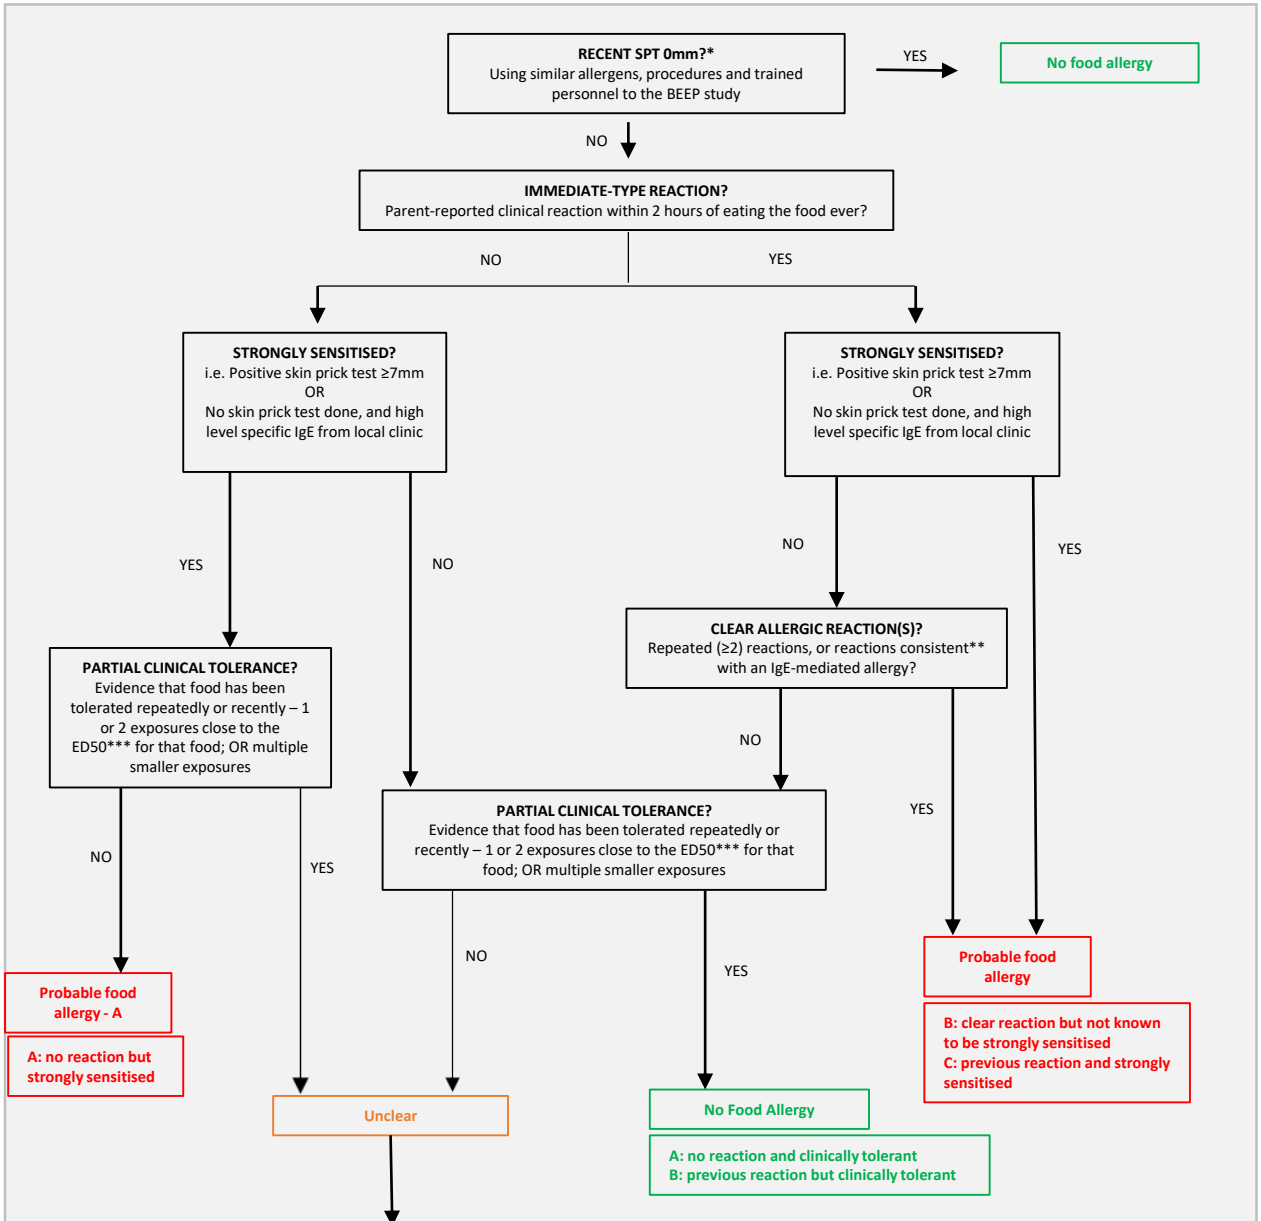 RECENT SPT 0mm?*
Using similar allergens, procedures and trained
personnel to the BEEP study
YES
No food allergy
NO
IMMEDIATE-TYPE REACTION?
Parent-reported clinical reaction within 2 hours of eating the food ever?
NO
YES
STRONGLY SENSITISED?
i.e. Positive skin prick test ≥7mm
OR
No skin prick test done, and high
level specific IgE from local clinic
STRONGLY SENSITISED?
i.e. Positive skin prick test ≥7mm
OR
No skin prick test done, and high
level specific IgE from local clinic
YES
NO
NO
YES
CLEAR ALLERGIC REACTION(S)?
Repeated (≥2) reactions, or reactions consistent**
with an IgE-mediated allergy?
PARTIAL CLINICAL TOLERANCE?
Evidence that food has been
tolerated repeatedly or recently – 1
or 2 exposures close to the
ED50*** for that food; OR multiple
smaller exposures
NO
YES
PARTIAL CLINICAL TOLERANCE?
Evidence that food has been tolerated repeatedly or
recently – 1 or 2 exposures close to the ED50*** for that
food; OR multiple smaller exposures
NO
YES
NO
YES
Probable food
allergy - A
A: no reaction but
strongly sensitised
Probable food
allergy
B: clear reaction but not known
to be strongly sensitised
C: previous reaction and strongly
sensitised
Unclear
No Food Allergy
A: no reaction and clinically tolerant
B: previous reaction but clinically tolerant